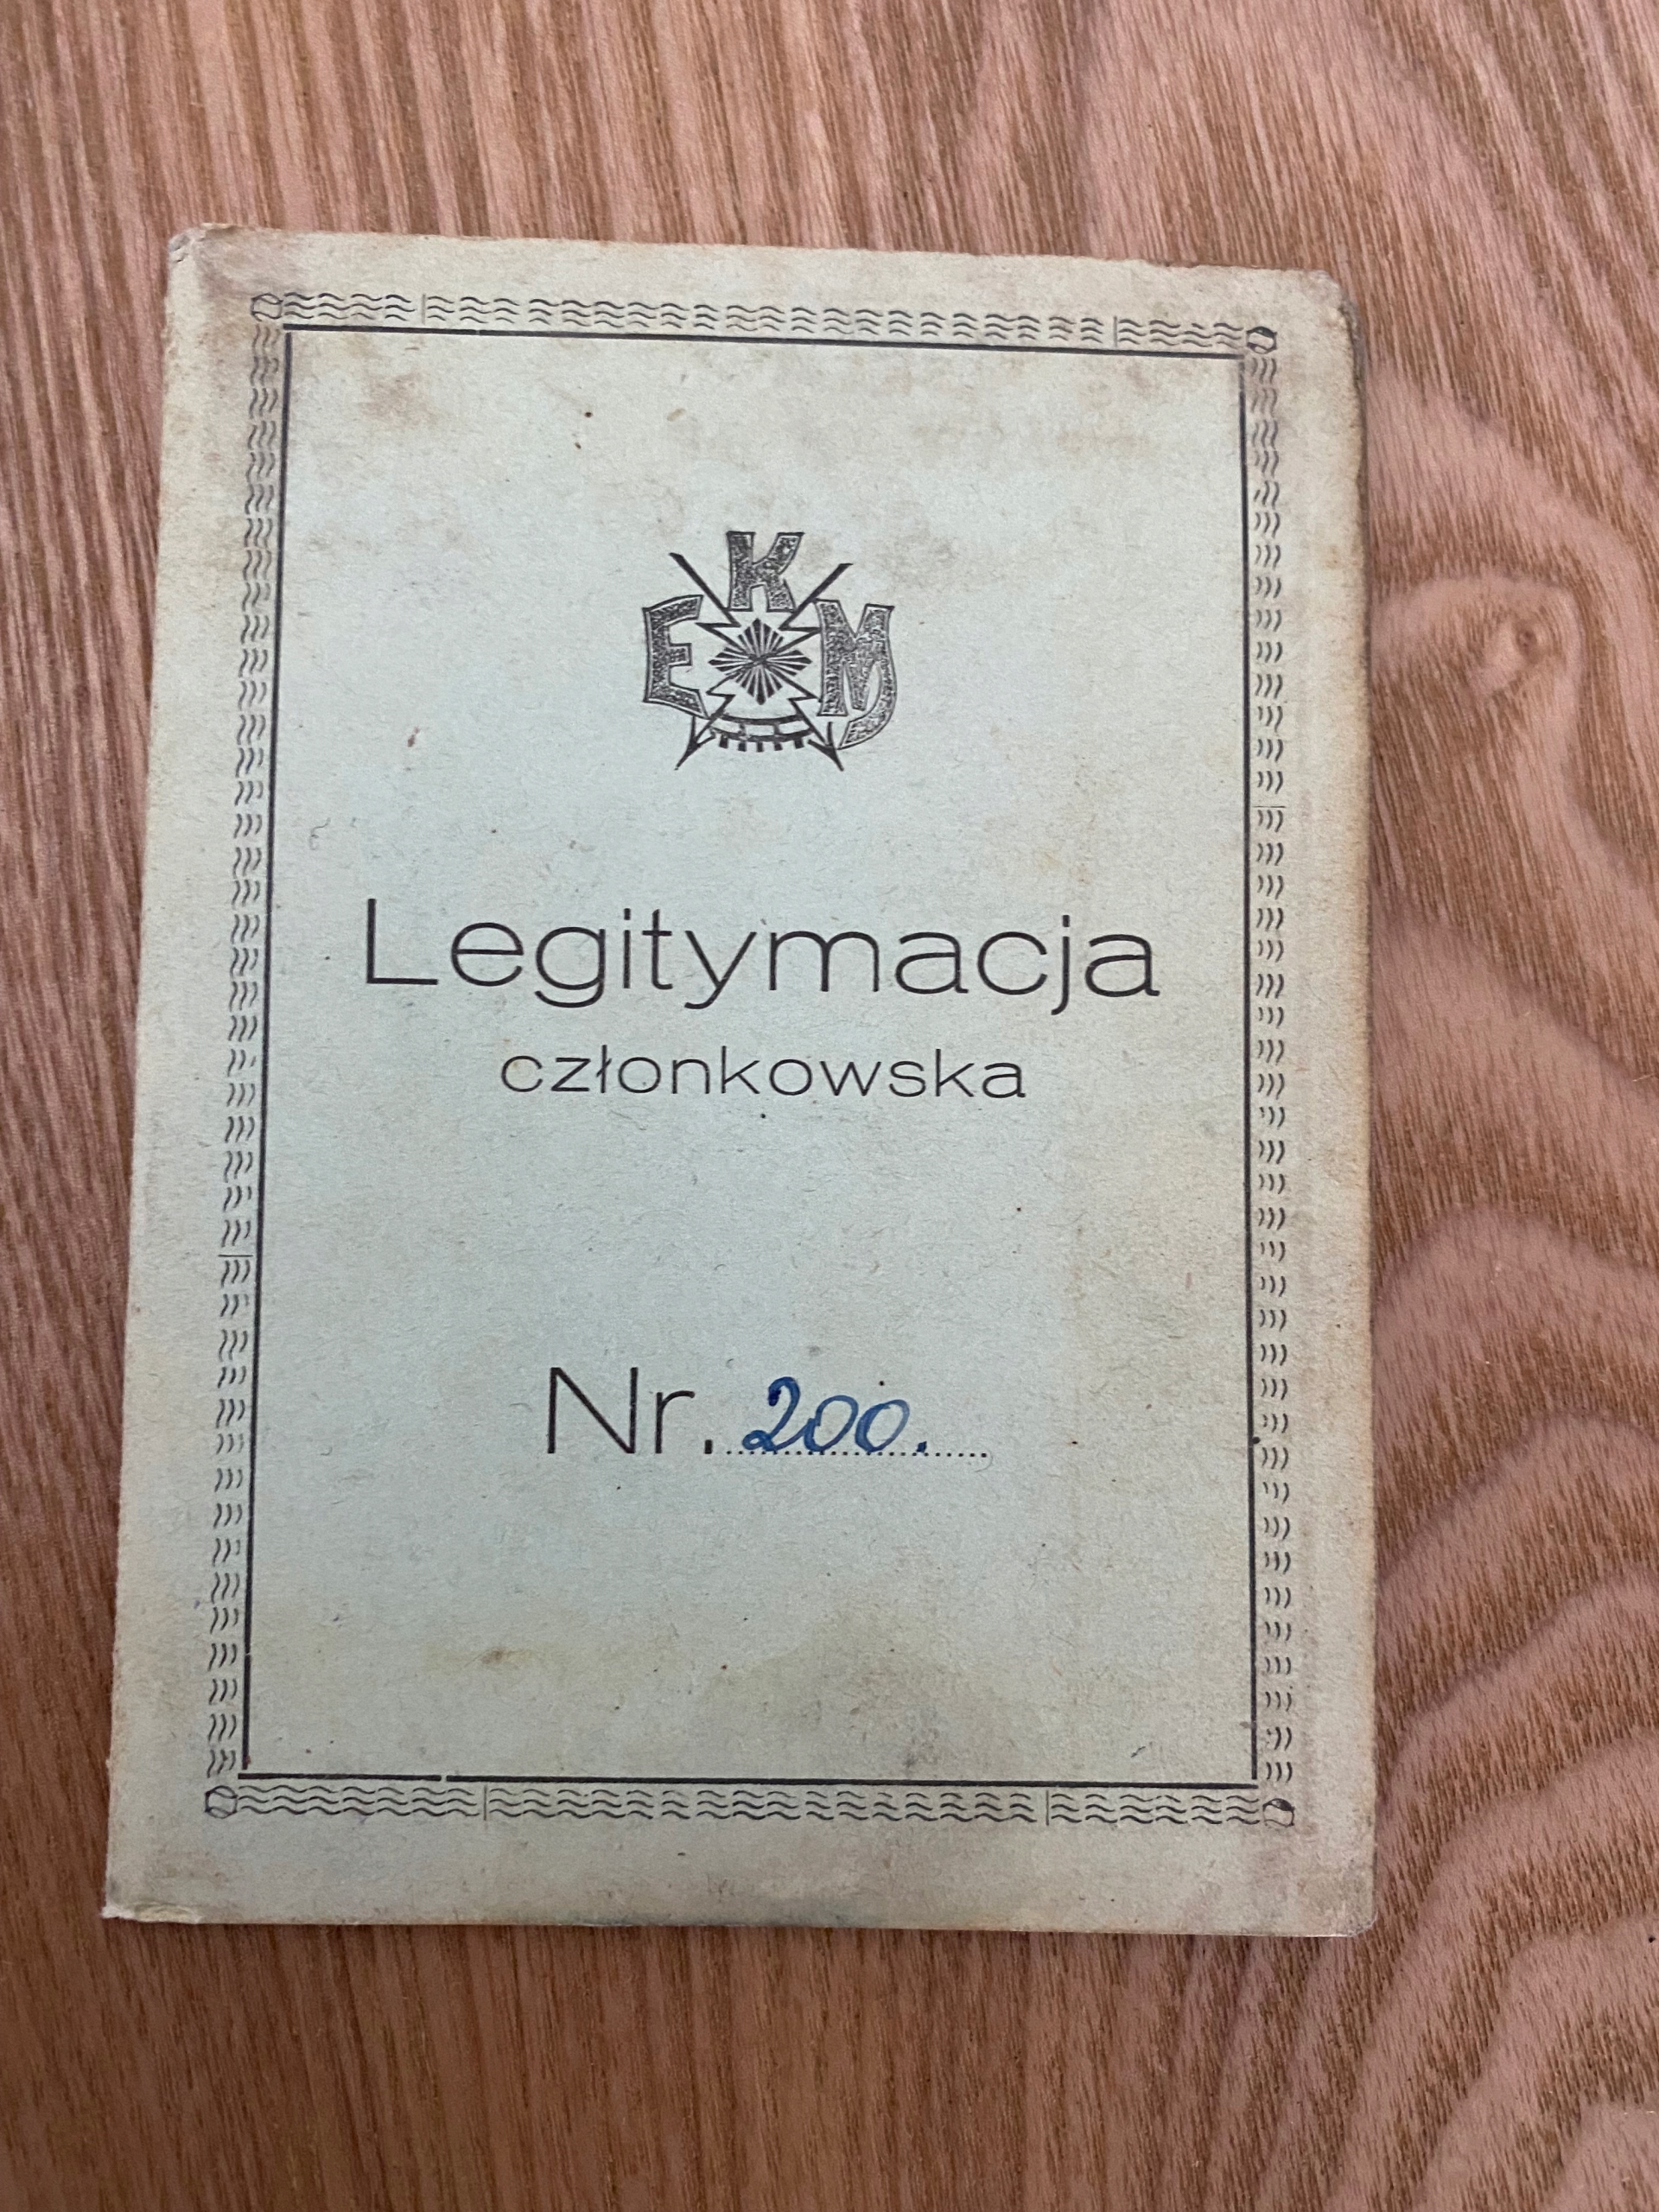 E K M
Legitymacja
członkowska
Nr. 200.